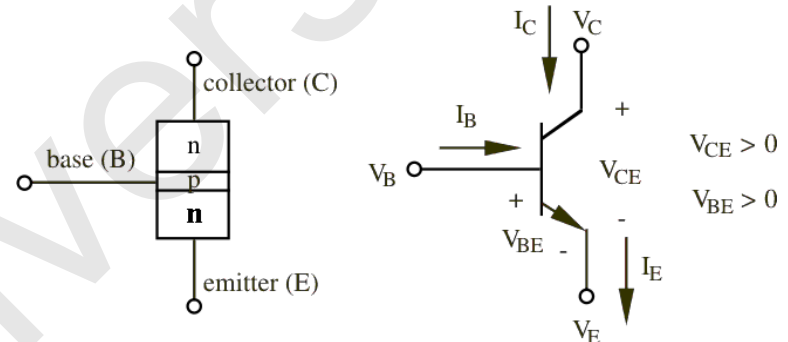 collector (C)
n
base (B)
p
n
emitter (E)
I_C
V_C
I_B
+
V_CE > 0
V_B
V_CE
+
V_BE > 0
-
V_BE
-
I_E
V_E